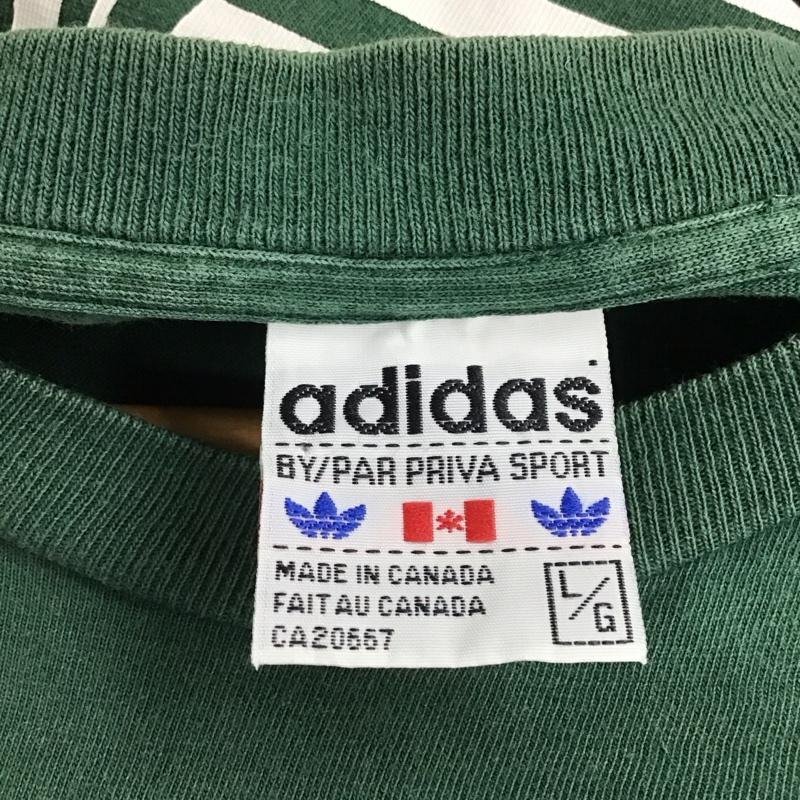 adidas
BY/PAR PRIVA SPORT
MADE IN CANADA
FAIT AU CANADA
CA20667
L/G